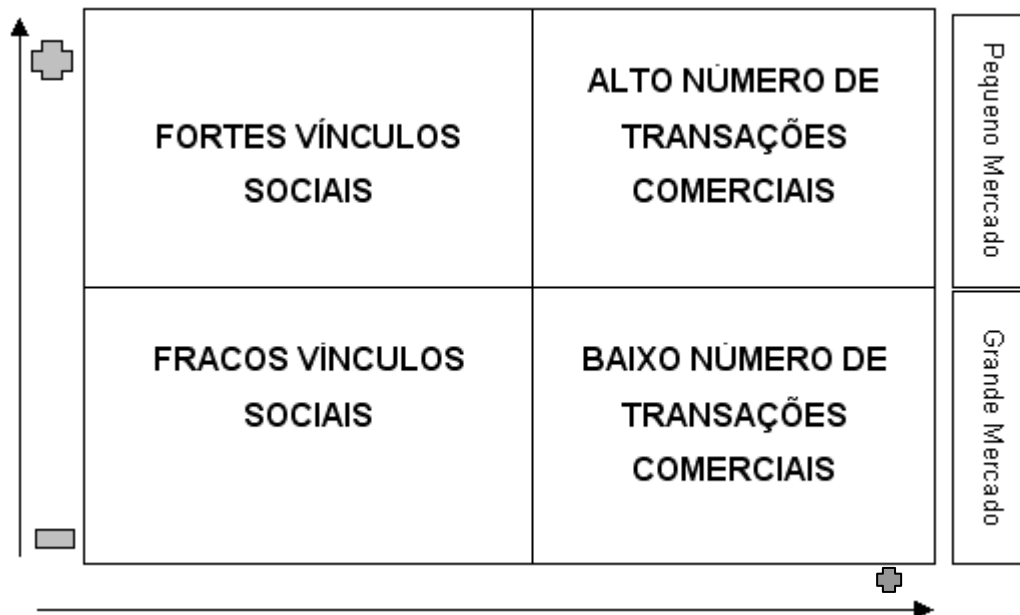 FORTES VÍNCULOS
SOCIAIS
ALTO NÚMERO DE
TRANSAÇÕES
COMERCIAIS
Pequeno Mercado
FRACOS VÍNCULOS
SOCIAIS
BAIXO NÚMERO DE
TRANSAÇÕES
COMERCIAIS
Grande Mercado